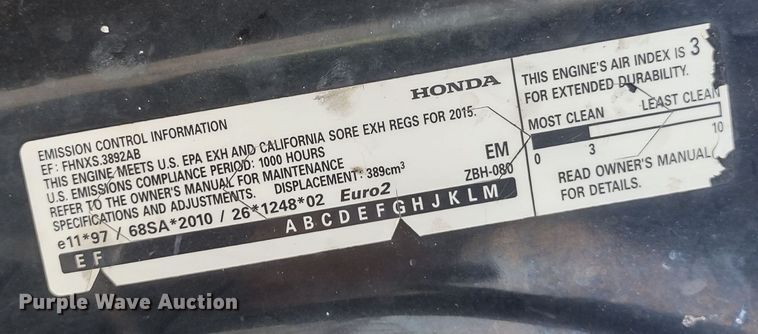 HONDA
EMISSION CONTROL INFORMATION
EF: FHNXS.3892AB
THIS ENGINE MEETS U.S. EPA EXH AND CALIFORNIA SORE EXH REGS FOR 2015.
U.S. EMISSIONS COMPLIANCE PERIOD: 1000 HOURS
REFER TO THE OWNER'S MANUAL FOR MAINTENANCE
SPECIFICATIONS AND ADJUSTMENTS. DISPLACEMENT: 389cm³ EM
e11*97 / 68SA*2010 / 26*1248*02 Euro2 ZBH-080
E F A B C D E F G H J K L M
THIS ENGINE'S AIR INDEX IS 3
FOR EXTENDED DURABILITY.
MOST CLEAN LEAST CLEAN
0 3 10
READ OWNER'S MANUAL
FOR DETAILS.
Purple Wave Auction